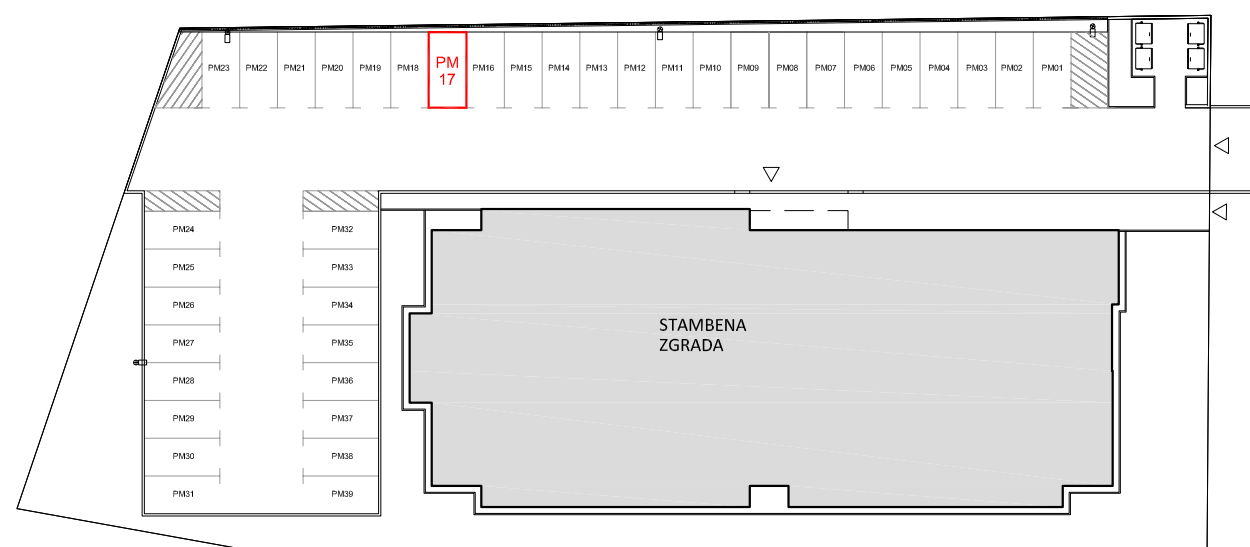 PM23 PM22 PM21 PM20 PM19 PM18 PM 17 PM16 PM15 PM14 PM13 PM12 PM11 PM10 PM09 PM08 PM07 PM06 PM05 PM04 PM03 PM02 PM01
PM24 PM32
PM25 PM33
PM26 PM34
PM27 PM35
PM28 PM36
PM29 PM37
PM30 PM38
PM31 PM39
STAMBENA
ZGRADA